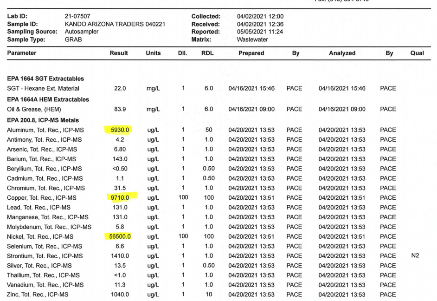 Lab ID: 21-07507 Collected: 04/02/2021 12:00
Sample ID: KANDO ARIZONA TRADERS 040221 Received: 04/02/2021 12:36
Sampling Source: Autosampler Reported: 05/05/2021 11:24
Sample Type: GRAB Matrix: Wastewater
Parameter Result Units Dil. RDL Prepared By Analyzed By Qual
EPA 1664 SGT Extractables
SGT - Hexane Ext. Material 22.0 mg/L 1 6.0 04/16/2021 15:46 PACE 04/16/2021 15:46 PACE
EPA 1664A HEM Extractables
Oil & Grease, (HEM) 83.9 mg/L 1 6.0 04/16/2021 09:00 PACE 04/16/2021 09:00 PACE
EPA 200.8, ICP-MS Metals
Aluminum, Tot. Rec., ICP-MS 5930.0 ug/L 1 50 04/20/2021 13:53 PACE 04/20/2021 13:53 PACE
Antimony, Tot. Rec., ICP-MS 4.2 ug/L 1 1.0 04/20/2021 13:53 PACE 04/20/2021 13:53 PACE
Arsenic, Tot. Rec., ICP-MS 6.80 ug/L 1 1.0 04/20/2021 13:53 PACE 04/20/2021 13:53 PACE
Barium, Tot. Rec., ICP-MS 143.0 ug/L 1 1.0 04/20/2021 13:53 PACE 04/20/2021 13:53 PACE
Beryllium, Tot. Rec., ICP-MS <0.50 ug/L 1 0.50 04/20/2021 13:53 PACE 04/20/2021 13:53 PACE
Cadmium, Tot. Rec., ICP-MS 1.1 ug/L 1 0.50 04/20/2021 13:53 PACE 04/20/2021 13:53 PACE
Chromium, Tot. Rec., ICP-MS 31.5 ug/L 1 1.0 04/20/2021 13:53 PACE 04/20/2021 13:53 PACE
Copper, Tot. Rec., ICP-MS 9710.0 ug/L 100 100 04/20/2021 13:51 PACE 04/20/2021 13:51 PACE
Lead, Tot. Rec., ICP-MS 131.0 ug/L 1 1.0 04/20/2021 13:53 PACE 04/20/2021 13:53 PACE
Manganese, Tot. Rec., ICP-MS 131.0 ug/L 1 1.0 04/20/2021 13:53 PACE 04/20/2021 13:53 PACE
Molybdenum, Tot. Rec., ICP-MS 5.8 ug/L 1 1.0 04/20/2021 13:53 PACE 04/20/2021 13:53 PACE
Nickel, Tot. Rec., ICP-MS ug/L 100 100 04/20/2021 13:51 PACE 04/20/2021 13:51 PACE
Selenium, Tot. Rec., ICP-MS 6.6 ug/L 1 1.0 04/20/2021 13:53 PACE 04/20/2021 13:53 PACE
Strontium, Tot. Rec., ICP-MS 1410.0 ug/L 1 1.0 04/20/2021 13:53 PACE 04/20/2021 13:53 PACE N2
Silver, Tot. Rec., ICP-MS 13.5 ug/L 1 0.50 04/20/2021 13:53 PACE 04/20/2021 13:53 PACE
Thallium, Tot. Rec., ICP-MS <1.0 ug/L 1 1.0 04/20/2021 13:53 PACE 04/20/2021 13:53 PACE
Vanadium, Tot. Rec., ICP-MS 11.3 ug/L 1 1.0 04/20/2021 13:53 PACE 04/20/2021 13:53 PACE
Zinc, Tot. Rec., ICP-MS 1040.0 ug/L 1 10 04/20/2021 13:53 PACE 04/20/2021 13:53 PACE